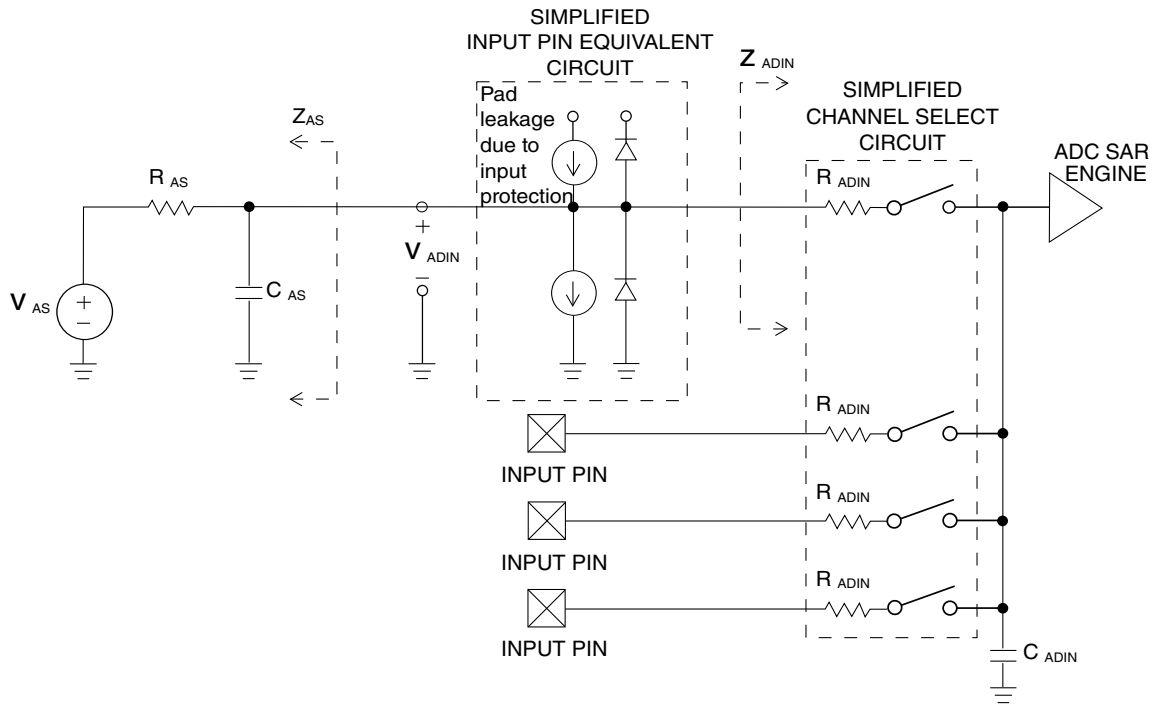 SIMPLIFIED
INPUT PIN EQUIVALENT
CIRCUIT
Pad
leakage
due to
input
protection
Z ADIN
SIMPLIFIED
CHANNEL SELECT
CIRCUIT
ADC SAR
ENGINE
ZAS
R AS
R ADIN
+
V ADIN
–
C AS
V AS
+
–
R ADIN
INPUT PIN
R ADIN
INPUT PIN
R ADIN
INPUT PIN
C ADIN